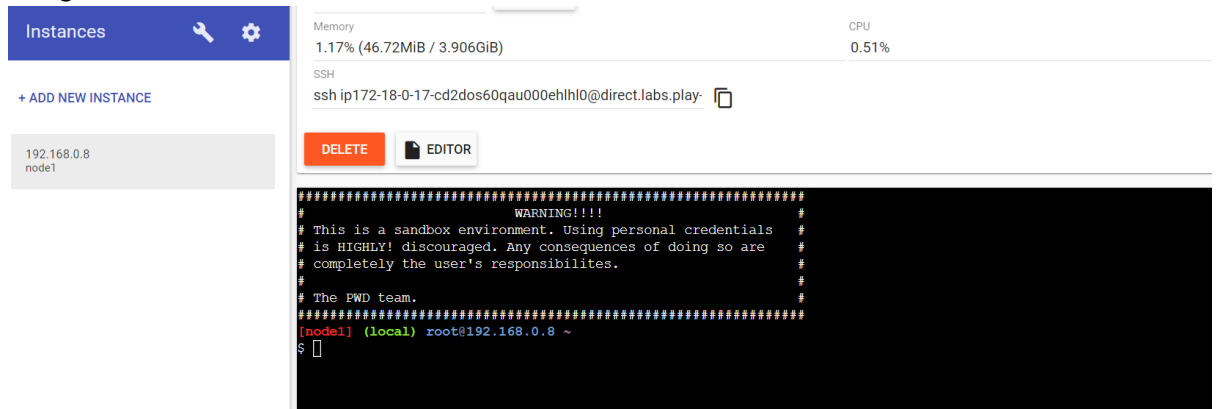 Instances
Memory
CPU
1.17% (46.72MiB / 3.906GiB)
0.51%
SSH
+ ADD NEW INSTANCE
ssh ip172-18-0-17-cd2dos60qau000ehlhl0@direct.labs.play-
DELETE
EDITOR
192.168.0.8
node1
###############################################################
# WARNING!!!! #
# This is a sandbox environment. Using personal credentials #
# is HIGHLY! discouraged. Any consequences of doing so are #
# completely the user's responsibilites. #
# #
# The PWD team. #
###############################################################
[node1] (local) root@192.168.0.8 ~
$